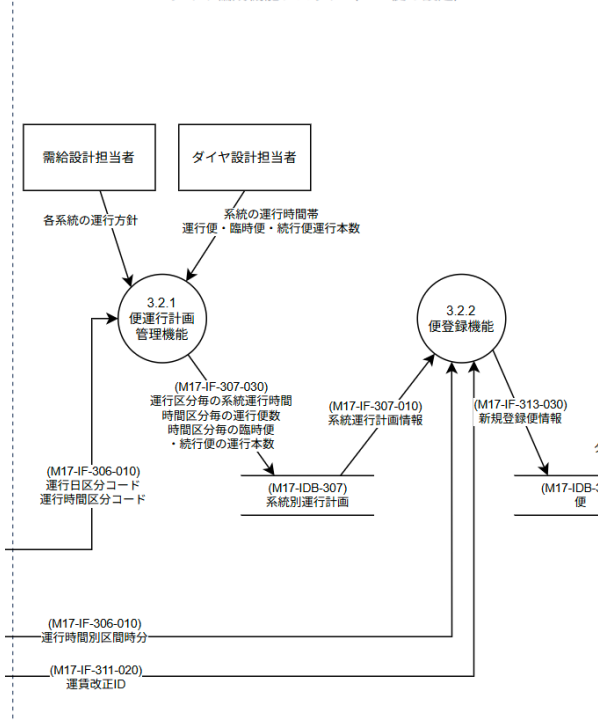 需給設計担当者
ダイヤ設計担当者
各系統の運行方針
系統の運行時間帯
運行便・臨時便・続行便運行本数
3.2.1
便運行計画
管理機能
3.2.2
便登録機能
(M17-IF-307-030)
運行区分毎の系統運行時間
時間区分毎の運行便数
時間区分毎の臨時便
・続行便の運行本数
(M17-IF-307-010)
系統運行計画情報
(M17-IF-313-030)
新規登録便情報
(M17-IF-306-010)
運行日区分コード
運行時間区分コード
(M17-IDB-307)
系統別運行計画
(M17-IDB-3
便
(M17-IF-306-010)
運行時間別区間時分
(M17-IF-311-020)
運賃改正ID